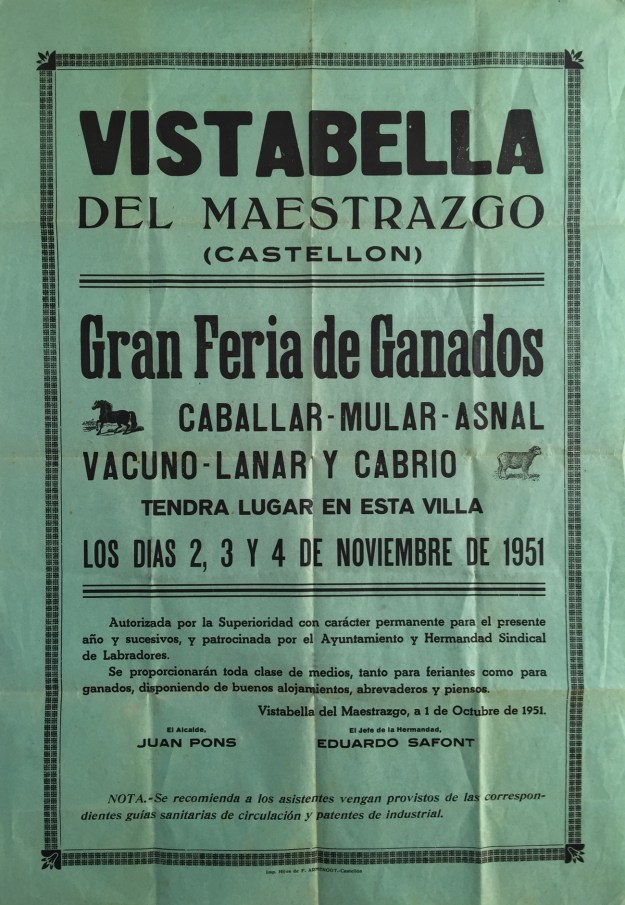 VISTABELLA
DEL MAESTRAZGO
(CASTELLON)
Gran Feria de Ganados
CABALLAR-MULAR-ASNAL
VACUNO-LANAR Y CABRIO
TENDRA LUGAR EN ESTA VILLA
LOS DIAS 2, 3 Y 4 DE NOVIEMBRE DE 1951
Autorizada por la Superioridad con carácter permanente para el presente
año y sucesivos, y patrocinada por el Ayuntamiento y Hermandad Sindical
de Labradores.
Se proporcionarán toda clase de medios, tanto para feriantes como para
ganados, disponiendo de buenos alojamientos, abrevaderos y piensos.
Vistabella del Maestrazgo, a 1 de Octubre de 1951.
El Alcalde,
JUAN PONS
El Jefe de la Hermandad,
EDUARDO SAFONT
NOTA.-Se recomienda a los asistentes vengan provistos de las correspon-
dientes guías sanitarias de circulación y patentes de industrial.
Imp. Hijos de F.